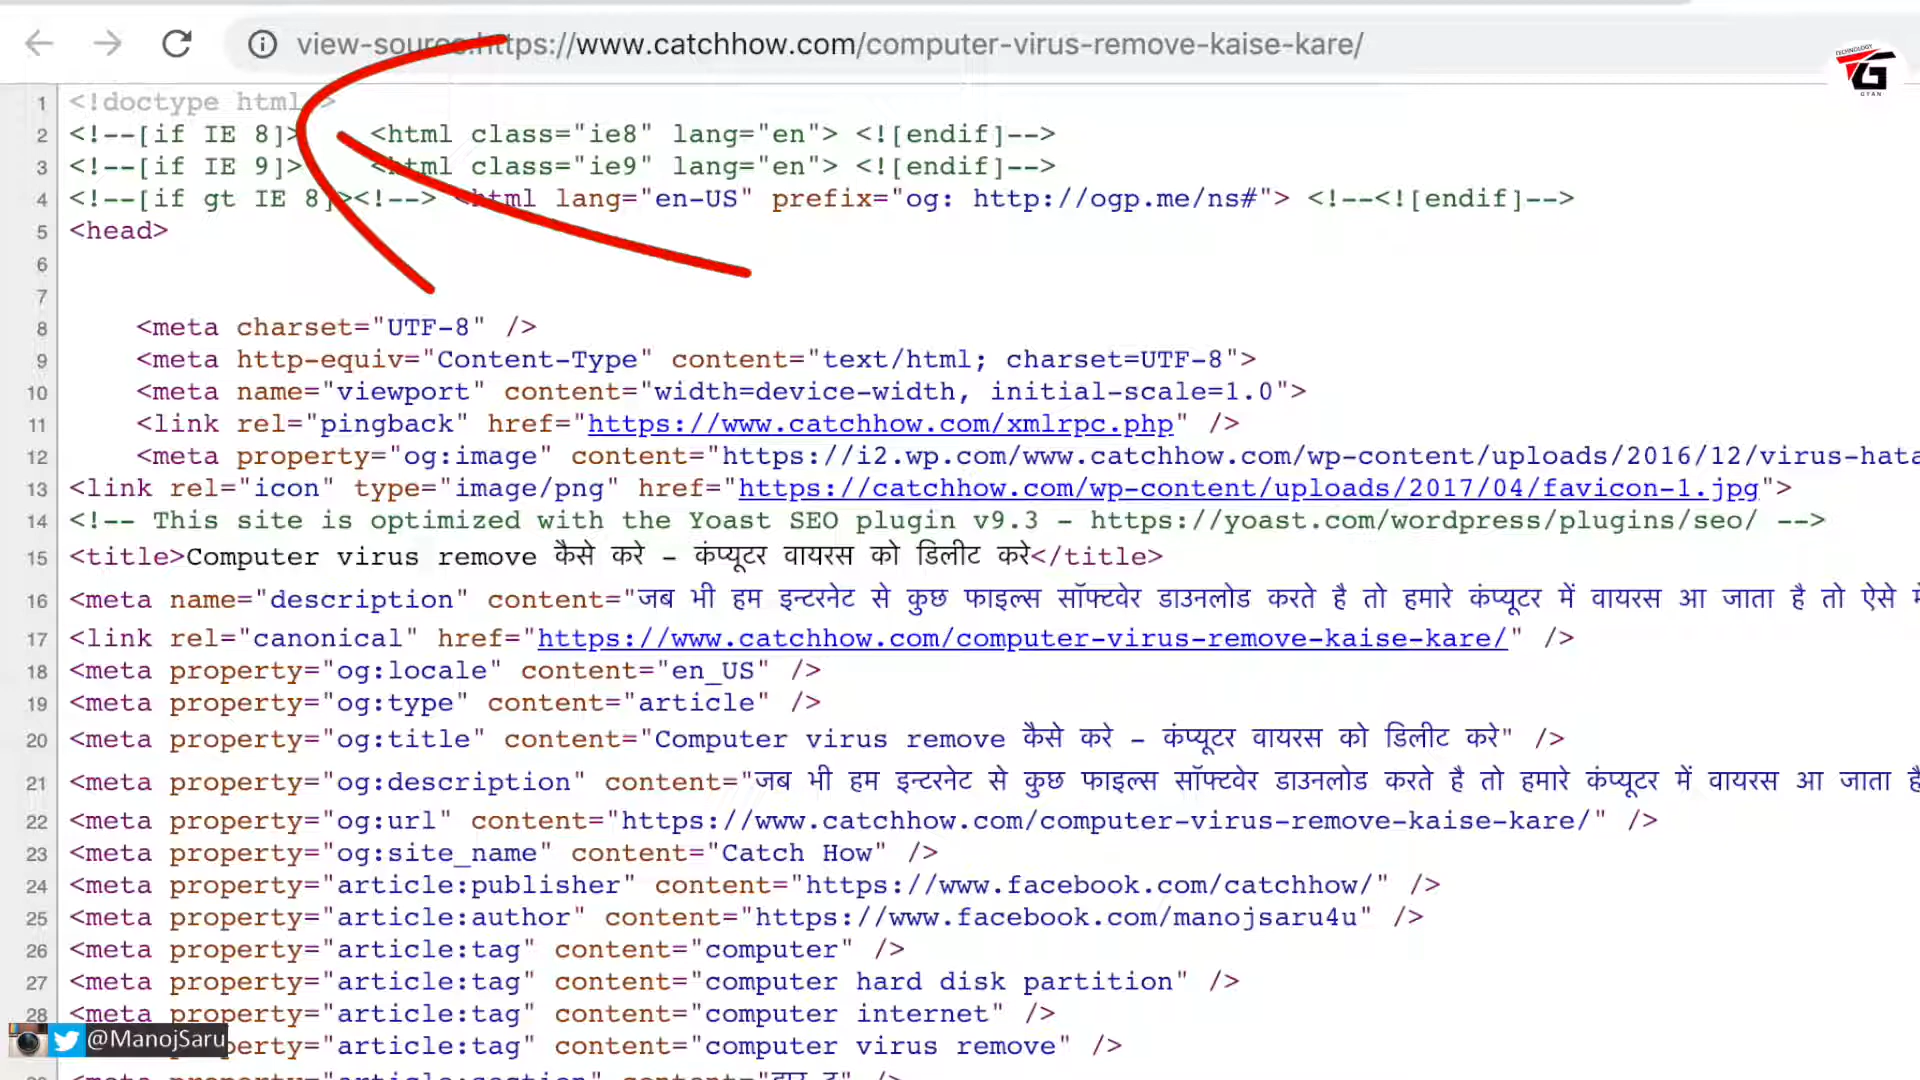 view-source:https://www.catchhow.com/computer-virus-remove-kaise-kare/
TECHNOLOGY
TG
GYAN
1 <!doctype html >
2 <!--[if IE 8]> <html class="ie8" lang="en"> <![endif]-->
3 <!--[if IE 9]> <html class="ie9" lang="en"> <![endif]-->
4 <!--[if gt IE 8]><!--> <html lang="en-US" prefix="og: http://ogp.me/ns#"> <!--<![endif]-->
5 <head>
6
7
8 <meta charset="UTF-8" />
9 <meta http-equiv="Content-Type" content="text/html; charset=UTF-8">
10 <meta name="viewport" content="width=device-width, initial-scale=1.0">
11 <link rel="pingback" href="https://www.catchhow.com/xmlrpc.php" />
12 <meta property="og:image" content="https://i2.wp.com/www.catchhow.com/wp-content/uploads/2016/12/virus-hata
13 <link rel="icon" type="image/png" href="https://catchhow.com/wp-content/uploads/2017/04/favicon-1.jpg">
14 <!-- This site is optimized with the Yoast SEO plugin v9.3 - https://yoast.com/wordpress/plugins/seo/ -->
15 <title>Computer virus remove कैसे करे – कंप्यूटर वायरस को डिलीट करे</title>
16 <meta name="description" content="जब भी हम इन्टरनेट से कुछ फाइल्स सॉफ्टवेर डाउनलोड करते है तो हमारे कंप्यूटर में वायरस आ जाता है तो ऐसे
17 <link rel="canonical" href="https://www.catchhow.com/computer-virus-remove-kaise-kare/" />
18 <meta property="og:locale" content="en_US" />
19 <meta property="og:type" content="article" />
20 <meta property="og:title" content="Computer virus remove कैसे करे – कंप्यूटर वायरस को डिलीट करे" />
21 <meta property="og:description" content="जब भी हम इन्टरनेट से कुछ फाइल्स सॉफ्टवेर डाउनलोड करते है तो हमारे कंप्यूटर में वायरस आ जाता है
22 <meta property="og:url" content="https://www.catchhow.com/computer-virus-remove-kaise-kare/" />
23 <meta property="og:site_name" content="Catch How" />
24 <meta property="article:publisher" content="https://www.facebook.com/catchhow/" />
25 <meta property="article:author" content="https://www.facebook.com/manojsaru4u" />
26 <meta property="article:tag" content="computer" />
27 <meta property="article:tag" content="computer hard disk partition" />
28 <meta property="article:tag" content="computer internet" />
perty="article:tag" content="computer virus remove" />
@ManojSaru